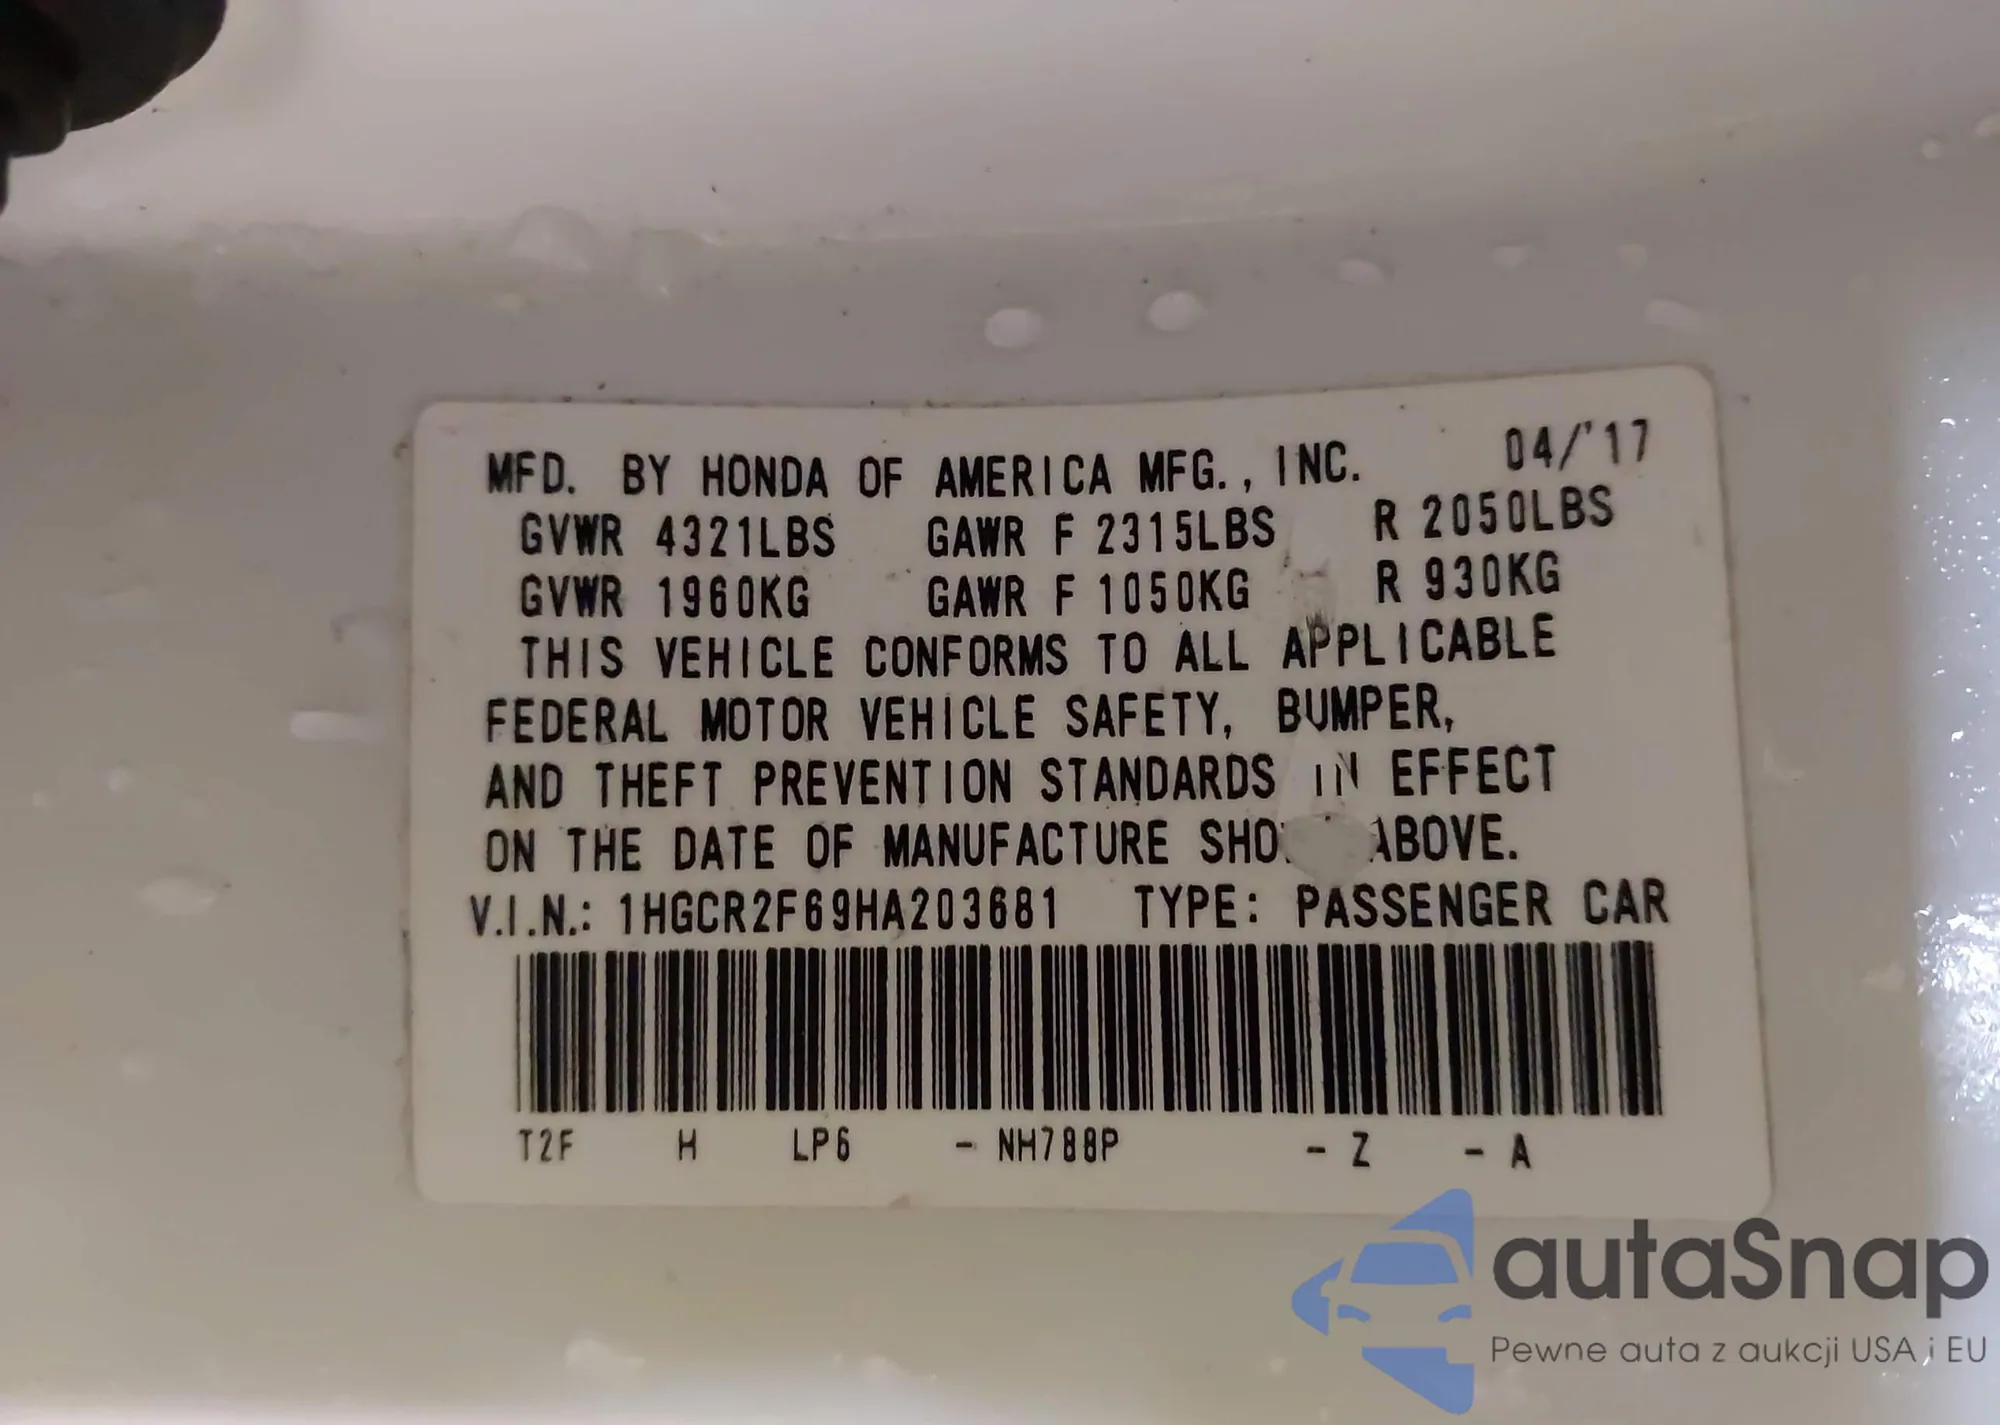 MFD. BY HONDA OF AMERICA MFG., INC. 04/'17
GVWR 4321LBS GAWR F 2315LBS R 2050LBS
GVWR 1960KG GAWR F 1050KG R 930KG
THIS VEHICLE CONFORMS TO ALL APPLICABLE
FEDERAL MOTOR VEHICLE SAFETY, BUMPER,
AND THEFT PREVENTION STANDARDS IN EFFECT
ON THE DATE OF MANUFACTURE ABOVE.
V.I.N.: 1HGCR2F69HA203681 TYPE: PASSENGER CAR
T2F H LP6 - NH788P - Z - A
autaSnap
Pewne auta z aukcji USA i EU